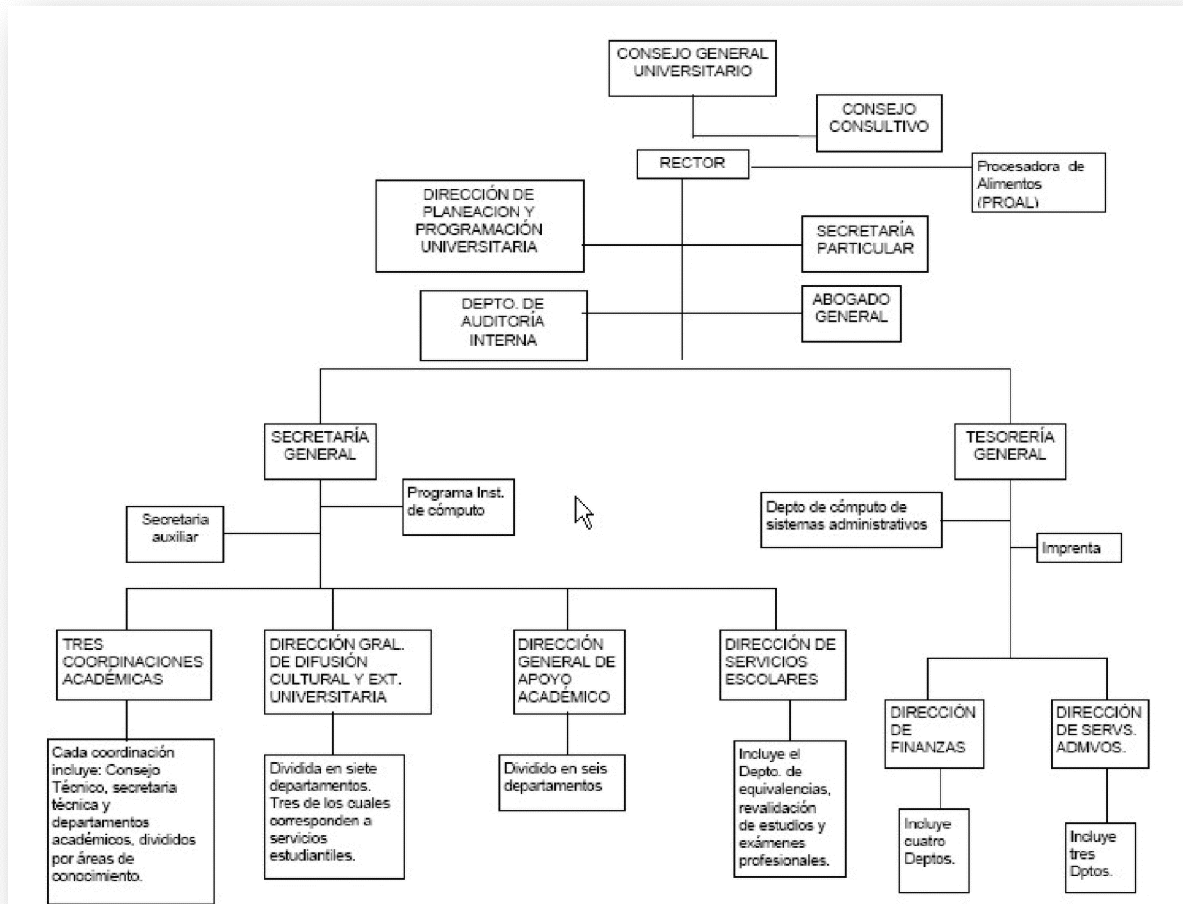 CONSEJO GENERAL
UNIVERSITARIO
CONSEJO
CONSULTIVO
RECTOR
Procesadora de
Alimentos
(PROAL)
DIRECCIÓN DE
PLANEACION Y
PROGRAMACIÓN
UNIVERSITARIA
SECRETARÍA
PARTICULAR
DEPTO. DE
AUDITORÍA
INTERNA
ABOGADO
GENERAL
SECRETARÍA
GENERAL
TESORERÍA
GENERAL
Programa Inst.
de cómputo
Secretaria
auxiliar
Depto de cómputo de
sistemas administrativos
Imprenta
TRES
COORDINACIONES
ACADÉMICAS
DIRECCIÓN GRAL.
DE DIFUSIÓN
CULTURAL Y EXT.
UNIVERSITARIA
DIRECCIÓN
GENERAL DE
APOYO
ACADÉMICO
DIRECCIÓN DE
SERVICIOS
ESCOLARES
DIRECCIÓN
DE
FINANZAS
DIRECCIÓN
DE SERVS.
ADMVOS.
Cada coordinación
incluye: Consejo
Técnico, secretaria
técnica y
departamentos
académicos, divididos
por áreas de
conocimiento.
Dividida en siete
departamentos.
Tres de los cuales
corresponden a
servicios
estudiantiles.
Dividido en seis
departamentos
Incluye el
Depto. de
equivalencias,
revalidación
de estudios y
exámenes
profesionales.
Incluye
cuatro
Deptos.
Incluye
tres
Dptos.